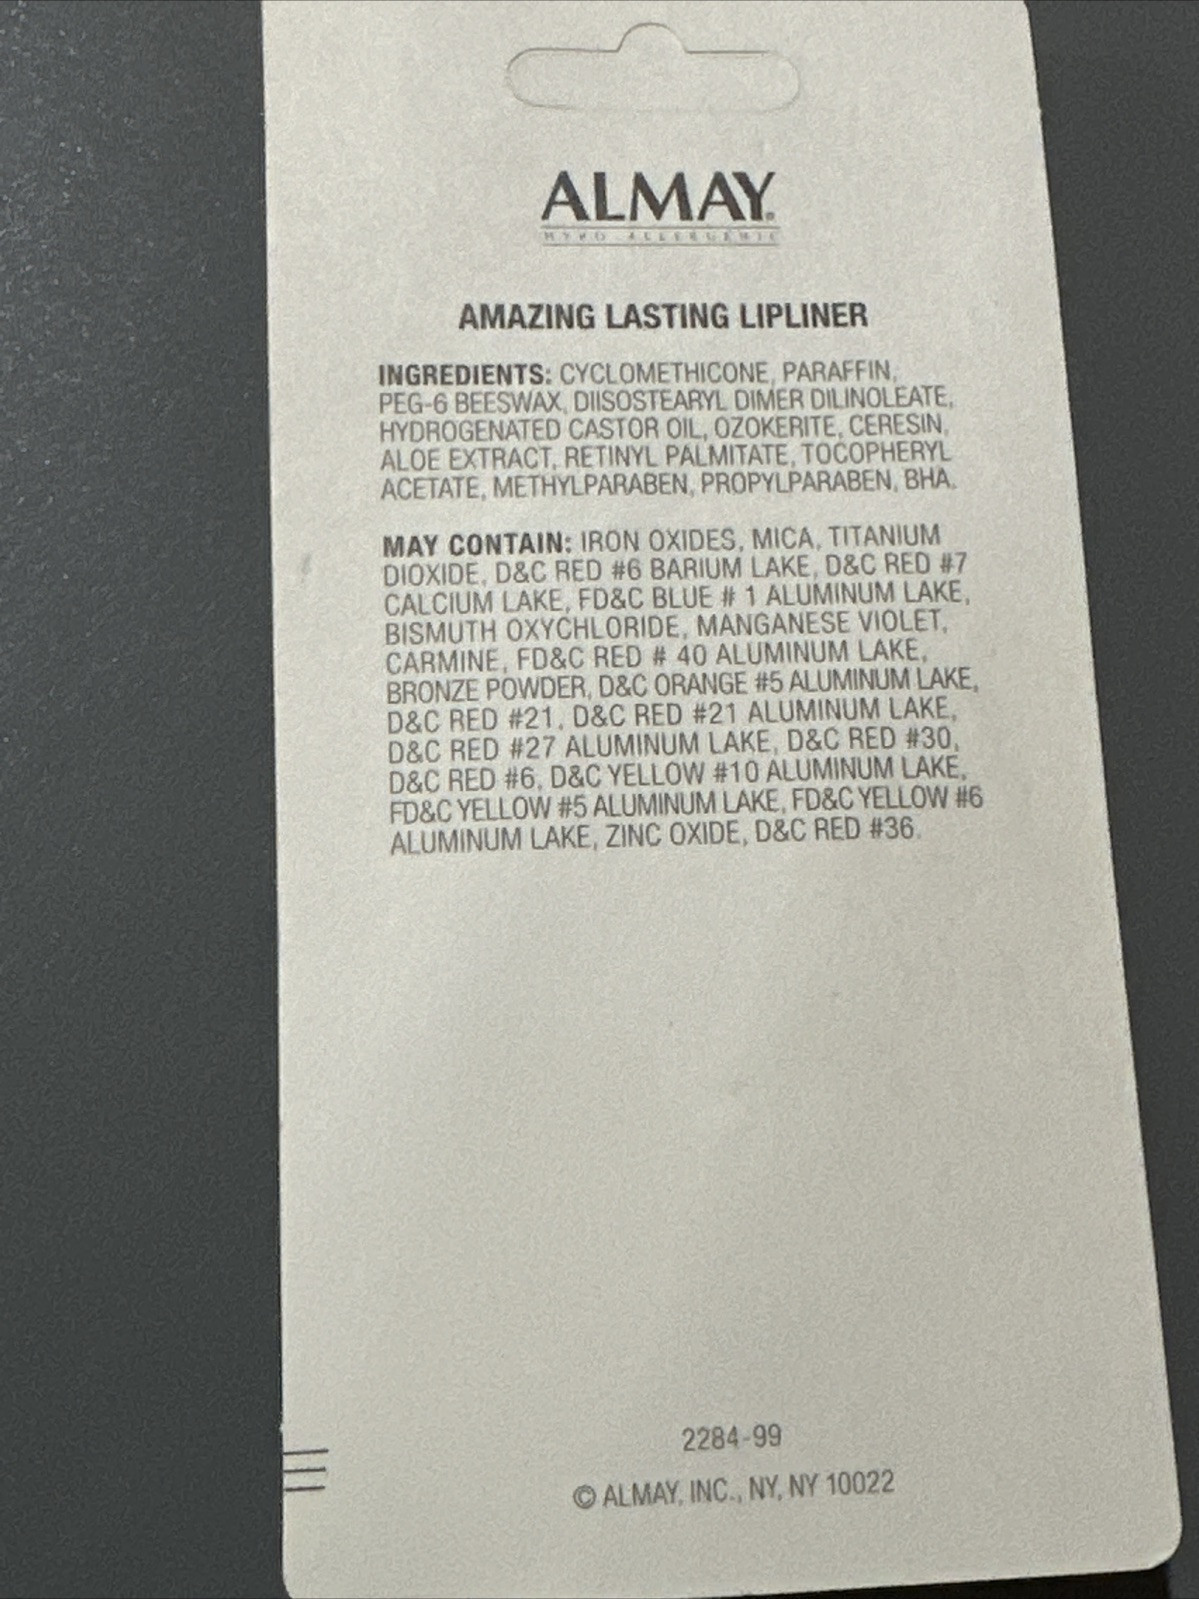 ALMAY®
HYPO-ALLERGENIC
AMAZING LASTING LIPLINER
INGREDIENTS: CYCLOMETHICONE, PARAFFIN,
PEG-6 BEESWAX, DIISOSTEARYL DIMER DILINOLEATE,
HYDROGENATED CASTOR OIL, OZOKERITE, CERESIN,
ALOE EXTRACT, RETINYL PALMITATE, TOCOPHERYL
ACETATE, METHYLPARABEN, PROPYLPARABEN, BHA.
MAY CONTAIN: IRON OXIDES, MICA, TITANIUM
DIOXIDE, D&C RED #6 BARIUM LAKE, D&C RED #7
CALCIUM LAKE, FD&C BLUE # 1 ALUMINUM LAKE,
BISMUTH OXYCHLORIDE, MANGANESE VIOLET,
CARMINE, FD&C RED # 40 ALUMINUM LAKE,
BRONZE POWDER, D&C ORANGE #5 ALUMINUM LAKE,
D&C RED #21, D&C RED #21 ALUMINUM LAKE,
D&C RED #27 ALUMINUM LAKE, D&C RED #30,
D&C RED #6, D&C YELLOW #10 ALUMINUM LAKE,
FD&C YELLOW #5 ALUMINUM LAKE, FD&C YELLOW #6
ALUMINUM LAKE, ZINC OXIDE, D&C RED #36.
2284-99
© ALMAY, INC., NY, NY 10022